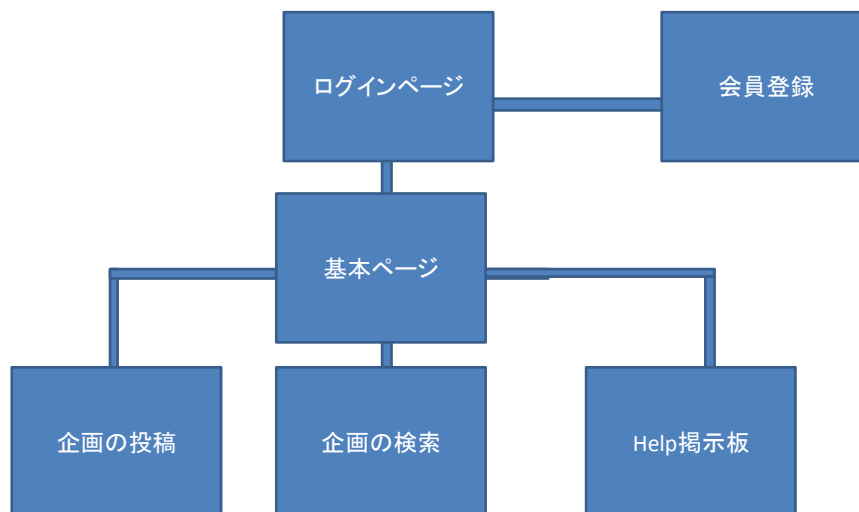 ログインページ
会員登録
基本ページ
企画の投稿
企画の検索
Help掲示板